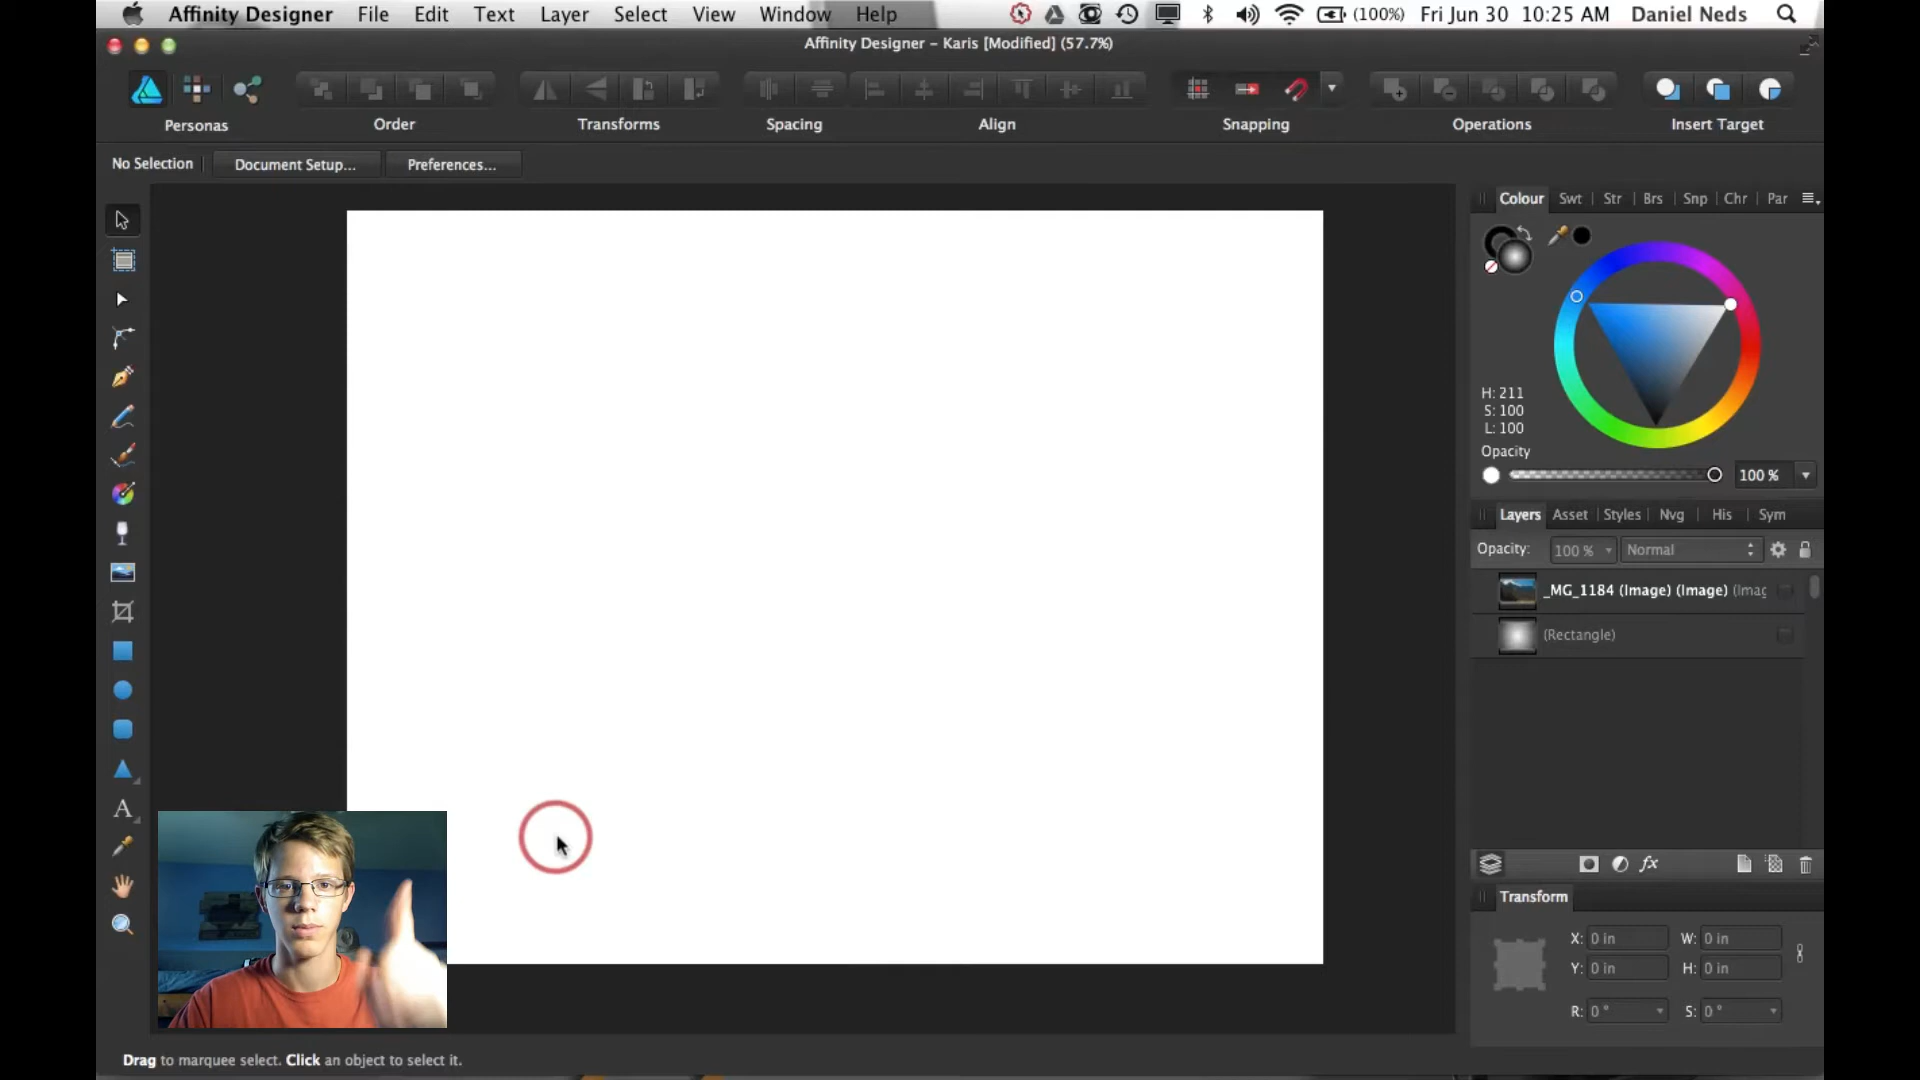 Affinity Designer File Edit Text Layer Select View Window Help (100%) Fri Jun 30 10:25 AM Daniel Neds
Affinity Designer – Karis [Modified] (57.7%)
Personas Order Transforms Spacing Align Snapping Operations Insert Target
No Selection Document Setup... Preferences...
Colour Swt Str Brs Snp Chr Par
H: 211
S: 100
L: 100
Opacity
100 %
Layers Asset Styles Nvg His Sym
Opacity: 100 % Normal
_MG_1184 (Image) (Image) (Imag
(Rectangle)
A
fx
Transform
X: 0 in W: 0 in
Y: 0 in H: 0 in
R: 0 ° S: 0 °
Drag to marquee select. Click an object to select it.